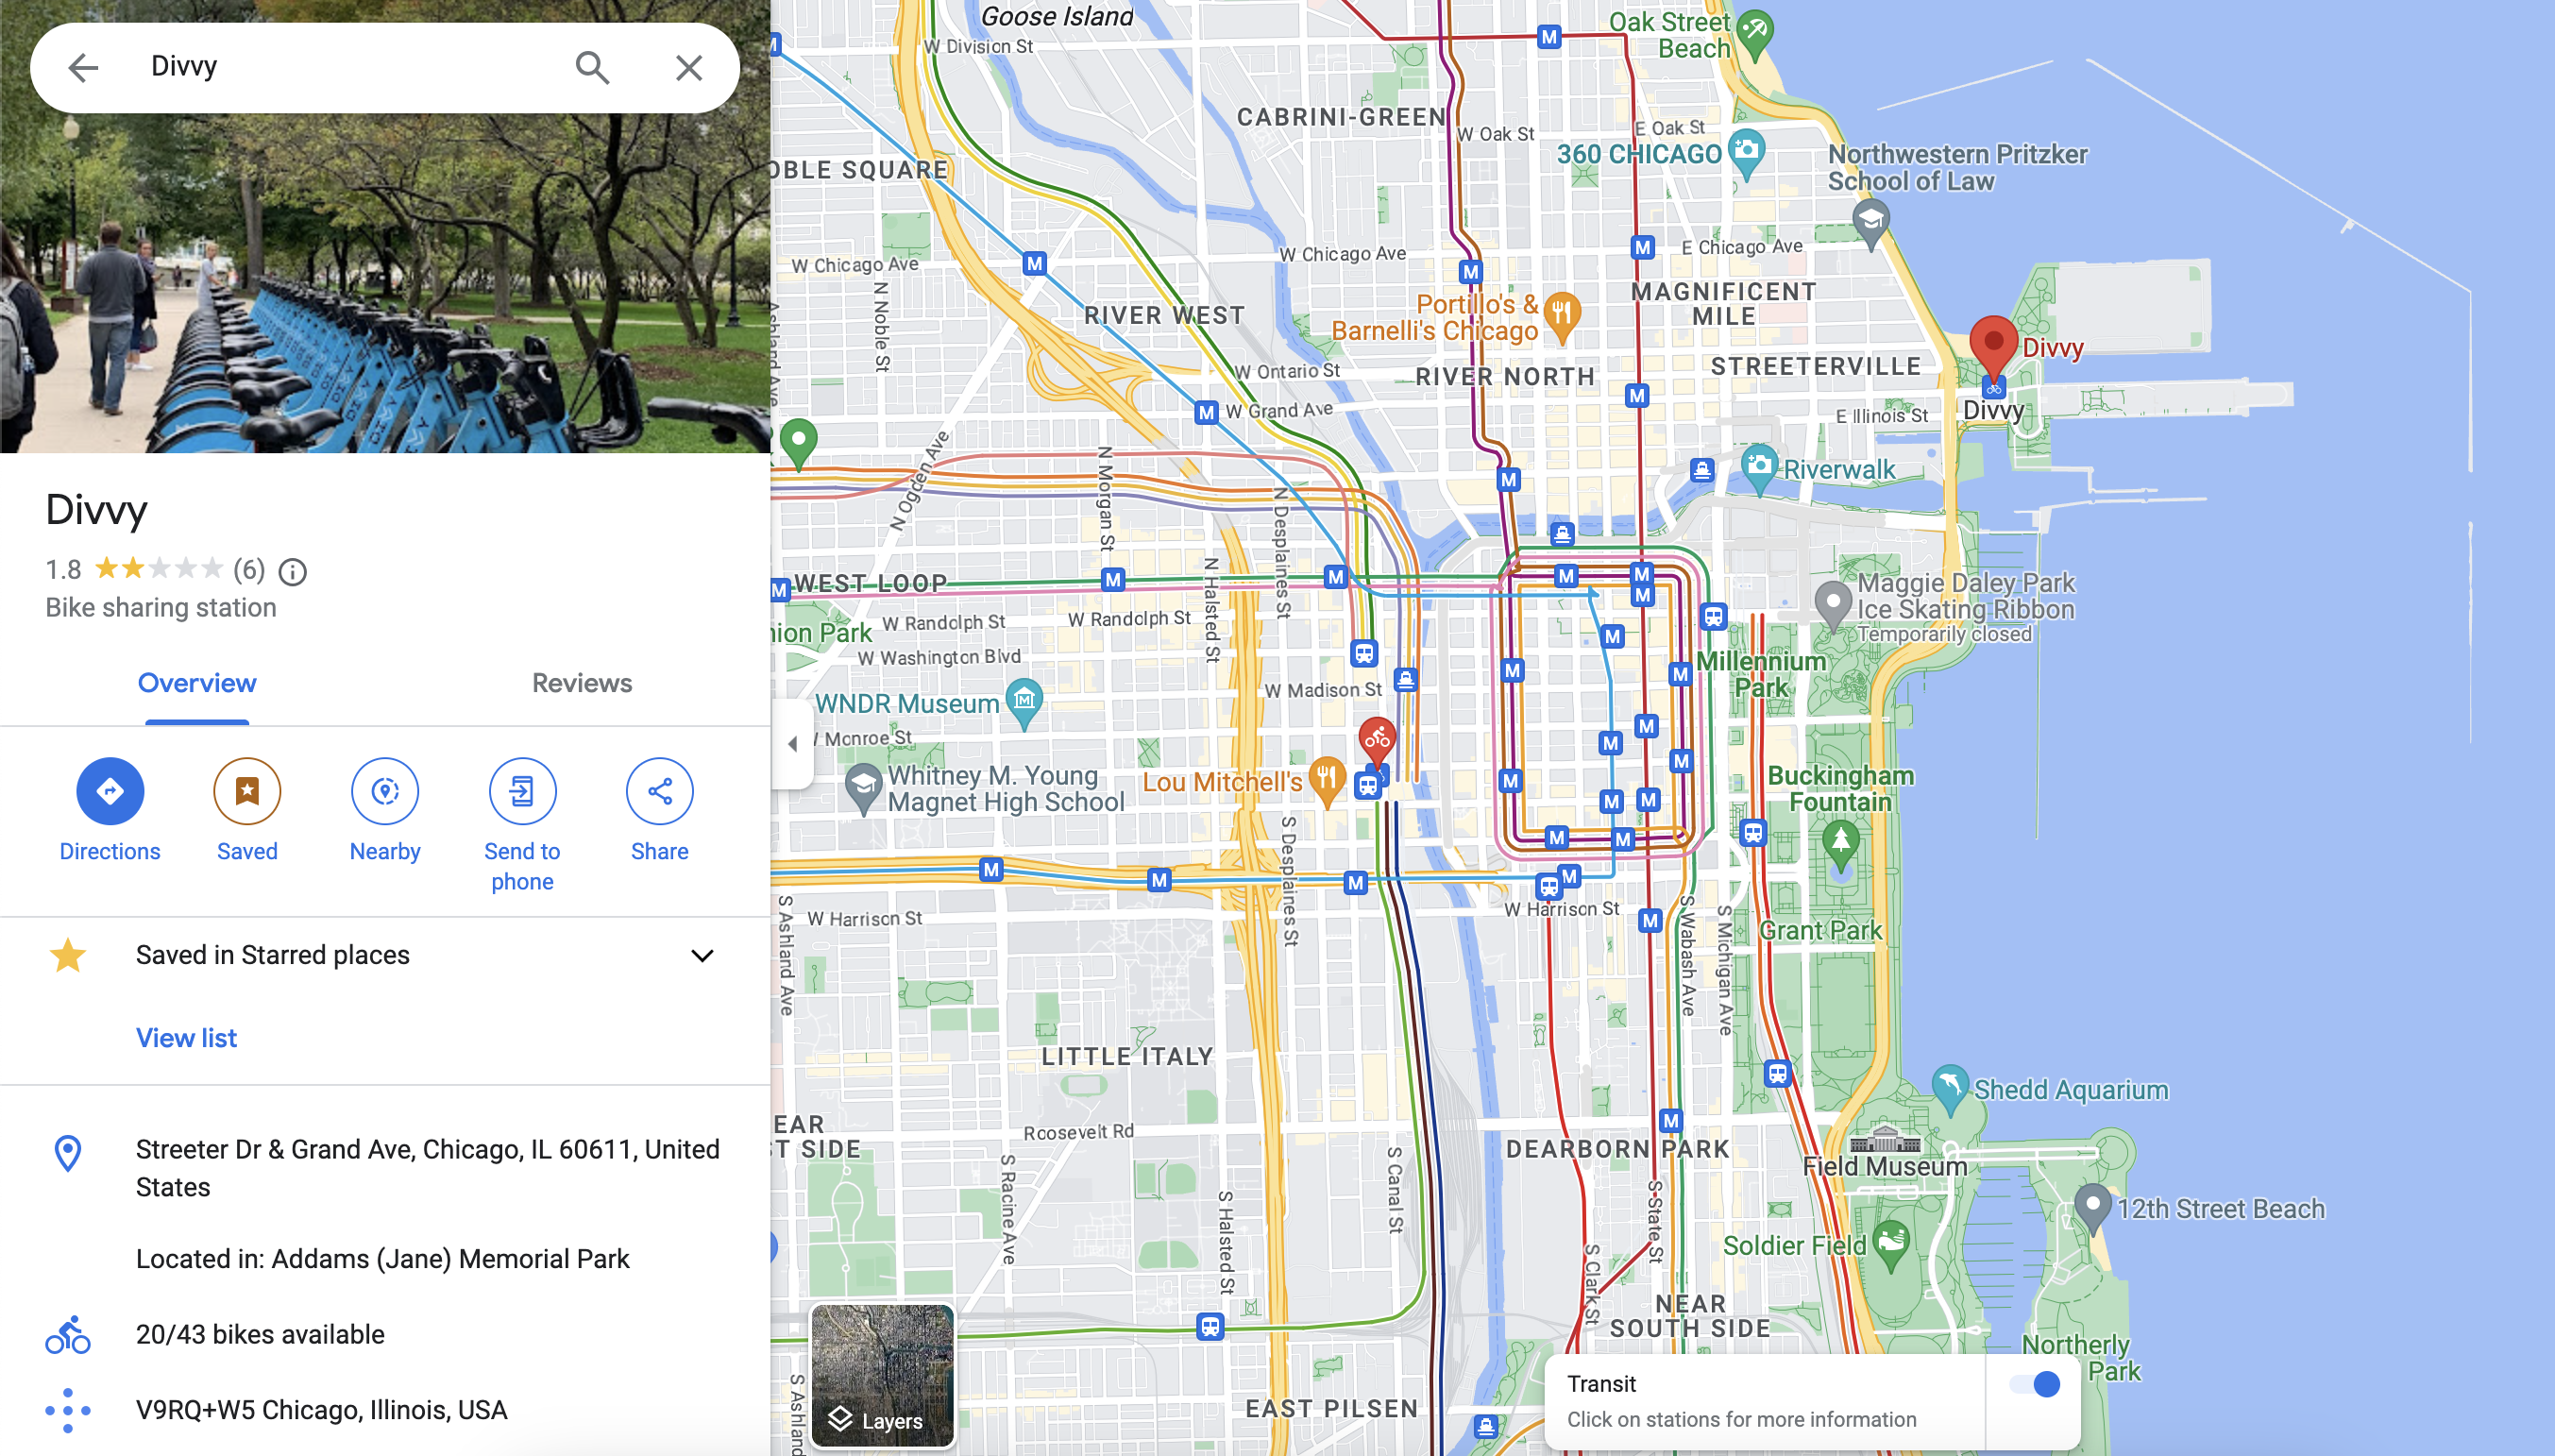 Divvy
Divvy
1.8
(6)
Bike sharing station
Overview
Reviews
Directions
Saved
Nearby
Send to
phone
Share
Saved in Starred places
View list
Streeter Dr & Grand Ave, Chicago, IL 60611, United
States
Located in: Addams (Jane) Memorial Park
20/43 bikes available
V9RQ+W5 Chicago, Illinois, USA
Goose Island
W Division St
Oak Street
Beach
CABRINI-GREEN
W Oak St
E Oak St
360 CHICAGO
Northwestern Pritzker
School of Law
OBLE SQUARE
W Chicago Ave
W Chicago Ave
E Chicago Ave
N Noble St
RIVER WEST
Portillo's &
Barnelli's Chicago
MAGNIFICENT
MILE
Divvy
STREETERVILLE
W Ontario St
RIVER NORTH
W Grand Ave
E Illinois St
Divvy
Ashland Ave
N Ogden Ave
N Morgan St
Riverwalk
N Desplaines St
N Halsted St
WEST LOOP
Maggie Daley Park
Ice Skating Ribbon
Temporarily closed
nion Park
W Randolph St
W Randolph St
W Washington Blvd
Millennium
Park
W Madison St
WNDR Museum
W Monroe St
Whitney M. Young
Magnet High School
Lou Mitchell's
Buckingham
Fountain
S Desplaines St
S Ashland Ave
W Harrison St
W Harrison St
S Wabash Ave
S Michigan Ave
Grant Park
LITTLE ITALY
Shedd Aquarium
EAR
T SIDE
Roosevelt Rd
DEARBORN PARK
Field Museum
S Racine Ave
S Halsted St
S Canal St
S State St
12th Street Beach
Soldier Field
S Clark St
NEAR
SOUTH SIDE
Northerly
Park
S Ashland
Layers
EAST PILSEN
Transit
Click on stations for more information